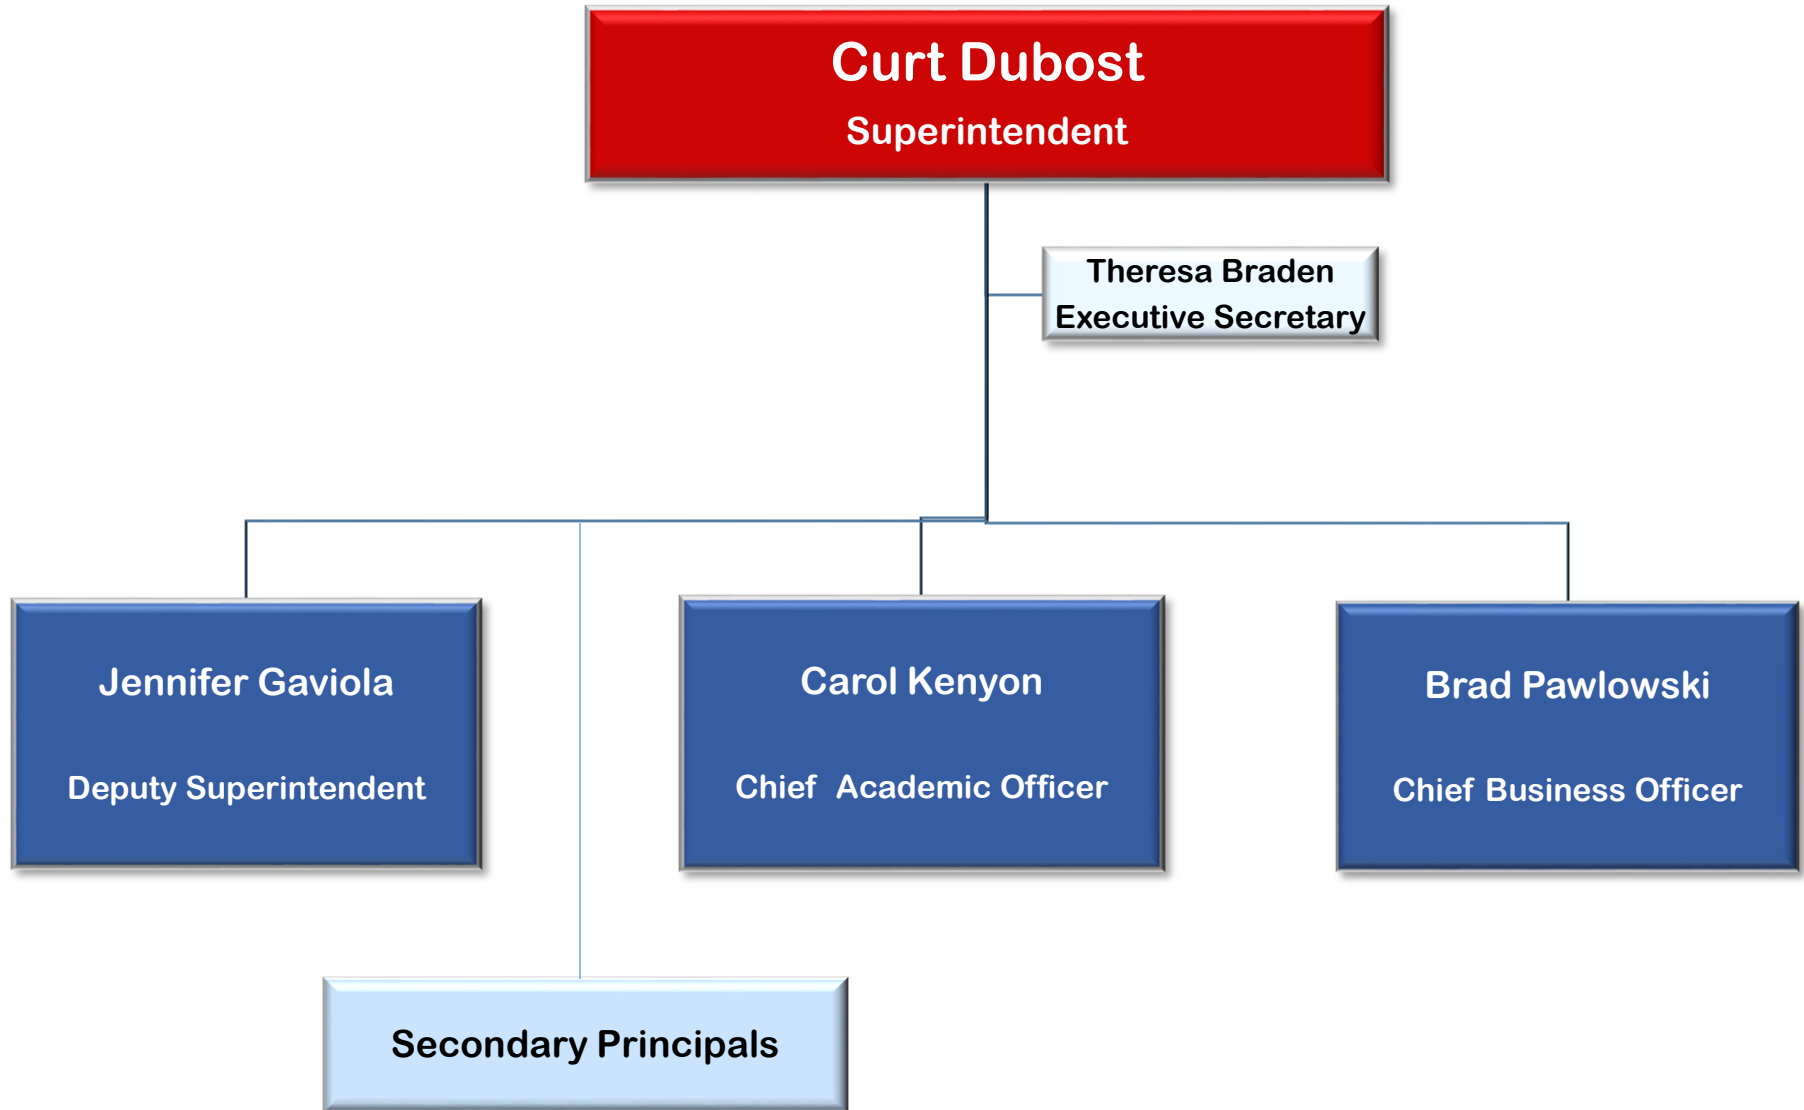 Curt Dubost
Superintendent
Theresa Braden
Executive Secretary
Jennifer Gaviola
Deputy Superintendent
Carol Kenyon
Chief  Academic Officer
Brad Pawlowski
Chief Business Officer
Secondary Principals